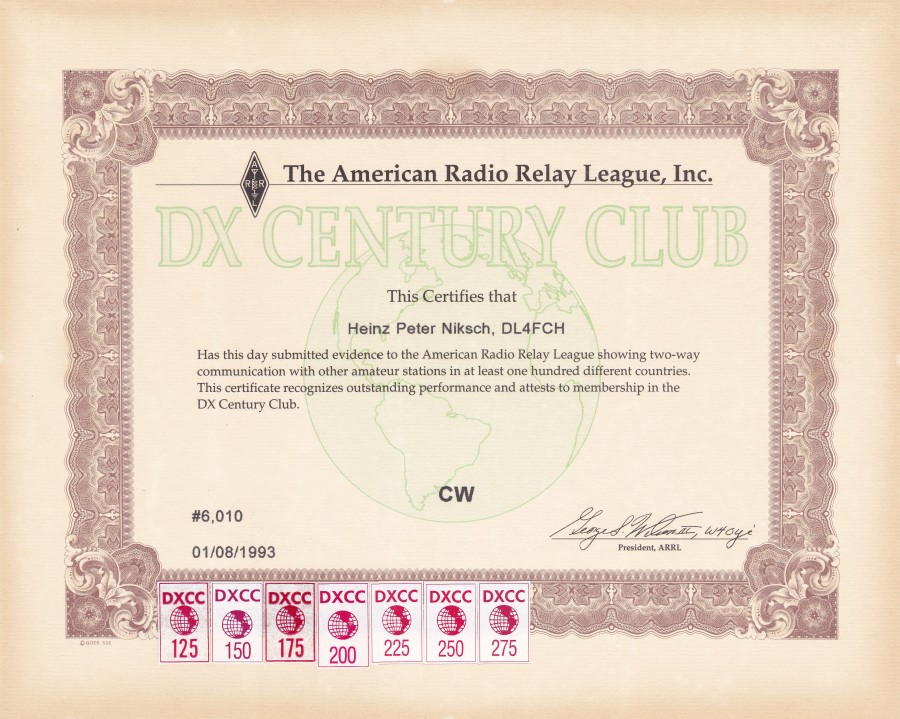 ARRL
The American Radio Relay League, Inc.
DX CENTURY CLUB
This Certifies that
Heinz Peter Niksch, DL4FCH
Has this day submitted evidence to the American Radio Relay League showing two-way
communication with other amateur stations in at least one hundred different countries.
This certificate recognizes outstanding performance and attests to membership in the
DX Century Club.
CW
#6,010
George S. Wilson III, W4OYI
President, ARRL
01/08/1993
DXCC DXCC DXCC DXCC DXCC DXCC DXCC
125 150 175 200 225 250 275